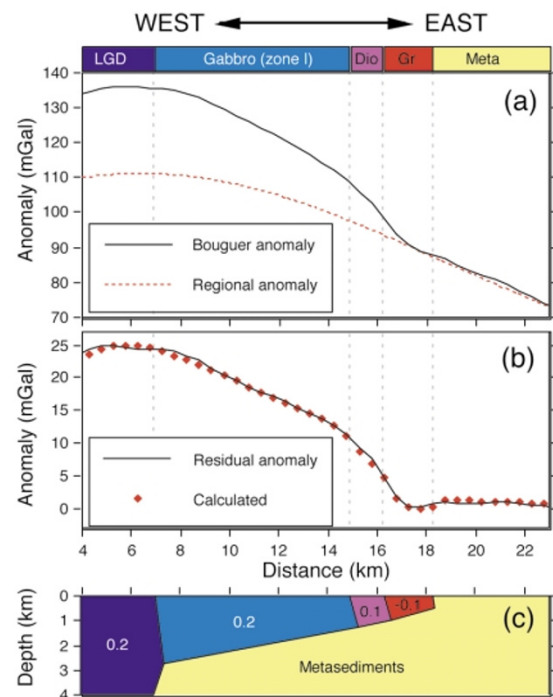 WEST EAST
LGD Gabbro (zone I) Dio Gr Meta
140
130
120
110
100
90
80
70
Anomaly (mGal)
(a)
Bouguer anomaly
Regional anomaly
25
20
15
10
5
0
Anomaly (mGal)
(b)
Residual anomaly
Calculated
4 6 8 10 12 14 16 18 20 22
Distance (km)
0
1
2
3
4
Depth (km)
(c)
0.2 0.2 0.1 -0.1
Metasediments